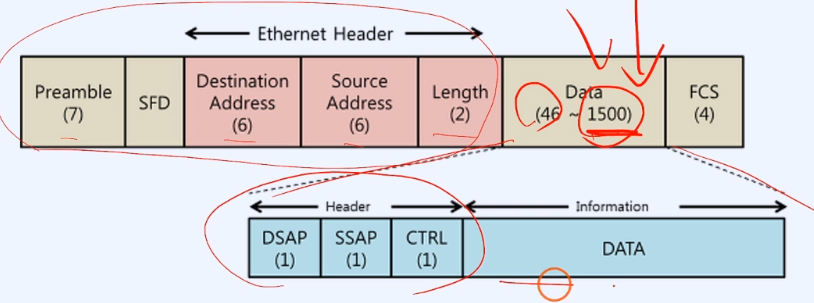 Ethernet Header
Preamble
(7)
SFD
Destination
Address
(6)
Source
Address
(6)
Length
(2)
Data
(46 ~ 1500)
FCS
(4)
Header
Information
DSAP
(1)
SSAP
(1)
CTRL
(1)
DATA